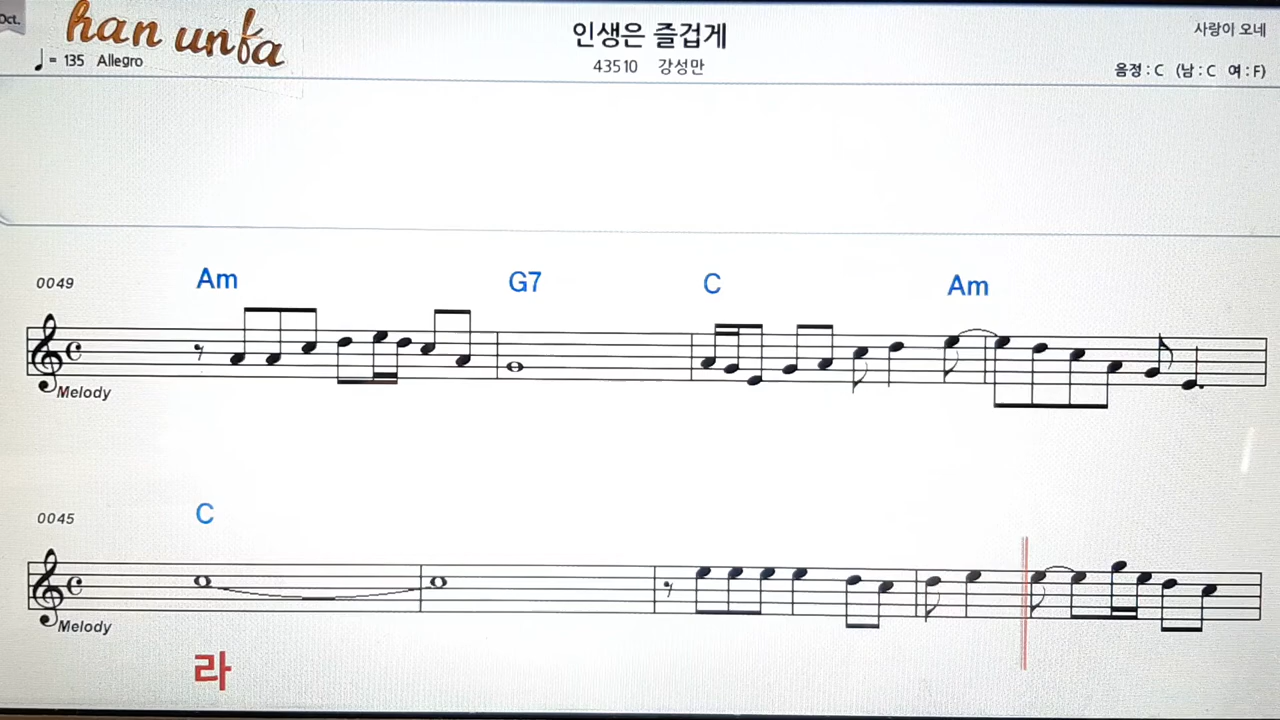 Oct.
han unfa
♩= 135 Allegro
인생은 즐겁게
43510 강성만
사랑이 오네
음정 : C (남 : C 여 : F)
0049 Am G7 C Am
Melody
0045 C
Melody
라